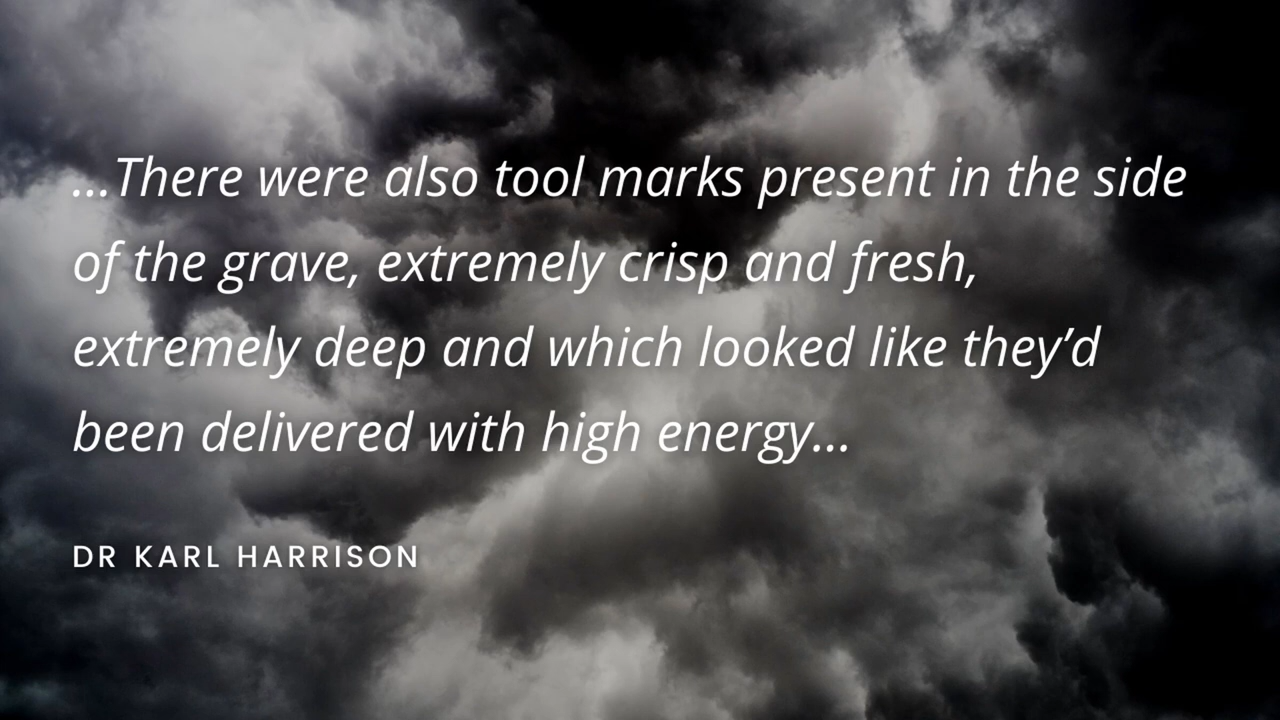 ...There were also tool marks present in the side
of the grave, extremely crisp and fresh,
extremely deep and which looked like they’d
been delivered with high energy...
DR KARL HARRISON